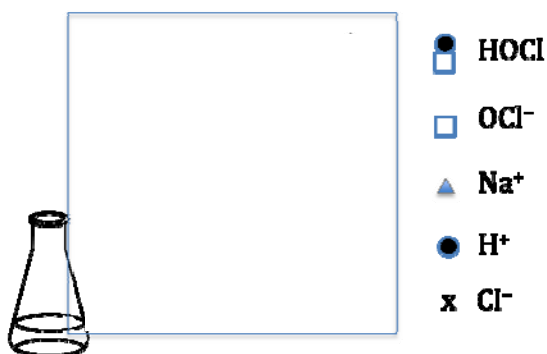 HOCl
OCl⁻
Na⁺
H⁺
x Cl⁻